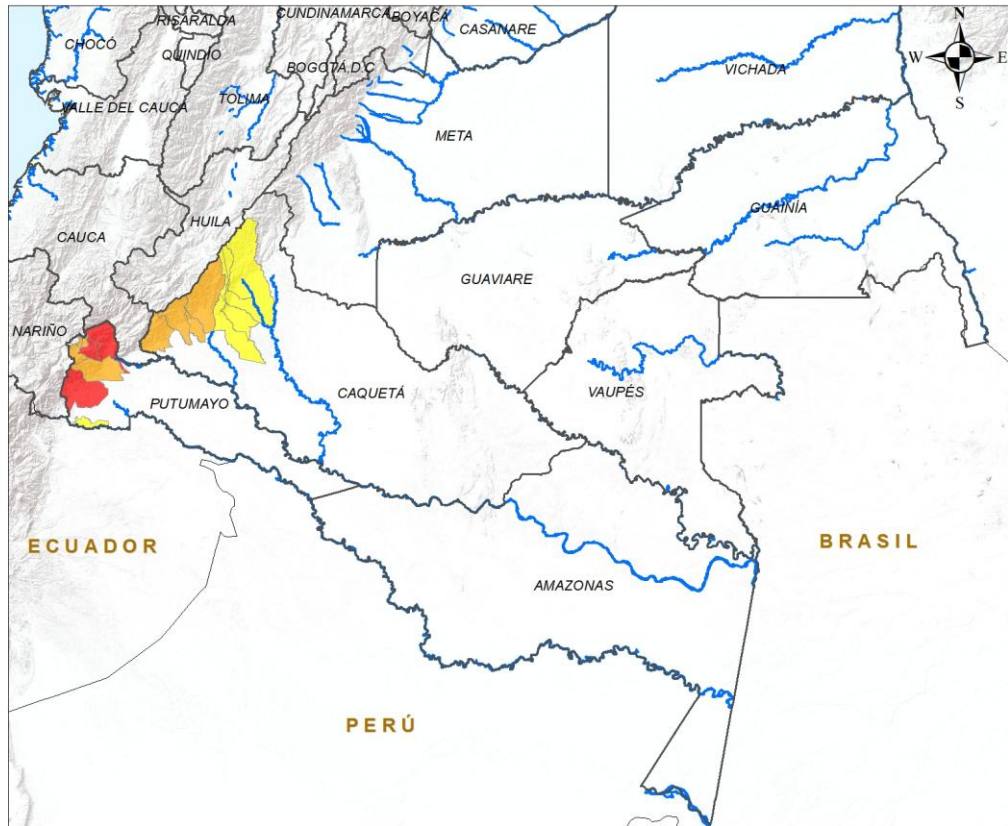 CUNDINAMARCA
BOYACÁ
RISARALDA
CASANARE
N
CHOCÓ
QUINDÍO
BOGOTÁ D.C
W
E
VICHADA
TOLIMA
VALLE DEL CAUCA
S
META
GUAINÍA
HUILA
CAUCA
GUAVIARE
NARIÑO
CAQUETÁ
VAUPÉS
PUTUMAYO
ECUADOR
BRASIL
AMAZONAS
PERÚ